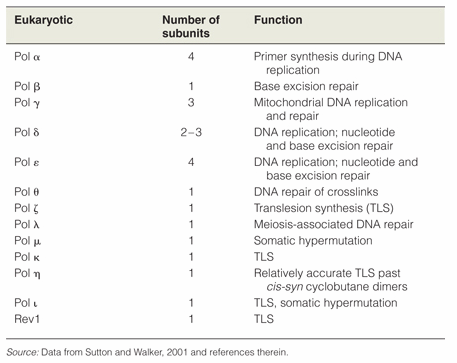 Eukaryotic Number of subunits Function
Pol α 4 Primer synthesis during DNA
replication
Pol β 1 Base excision repair
Pol γ 3 Mitochondrial DNA replication
and repair
Pol δ 2–3 DNA replication; nucleotide
and base excision repair
Pol ε 4 DNA replication; nucleotide and
base excision repair
Pol θ 1 DNA repair of crosslinks
Pol ζ 1 Translesion synthesis (TLS)
Pol λ 1 Meiosis-associated DNA repair
Pol μ 1 Somatic hypermutation
Pol κ 1 TLS
Pol η 1 Relatively accurate TLS past
cis-syn cyclobutane dimers
Pol ι 1 TLS, somatic hypermutation
Rev1 1 TLS
Source: Data from Sutton and Walker, 2001 and references therein.